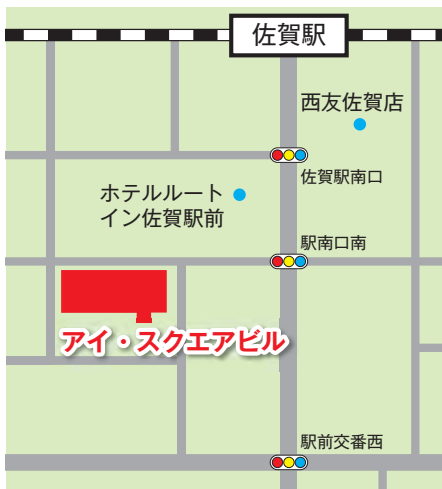 佐賀駅
西友佐賀店
佐賀駅南口
ホテルルート
イン佐賀駅前
駅南口南
アイ・スクエアビル
駅前交番西